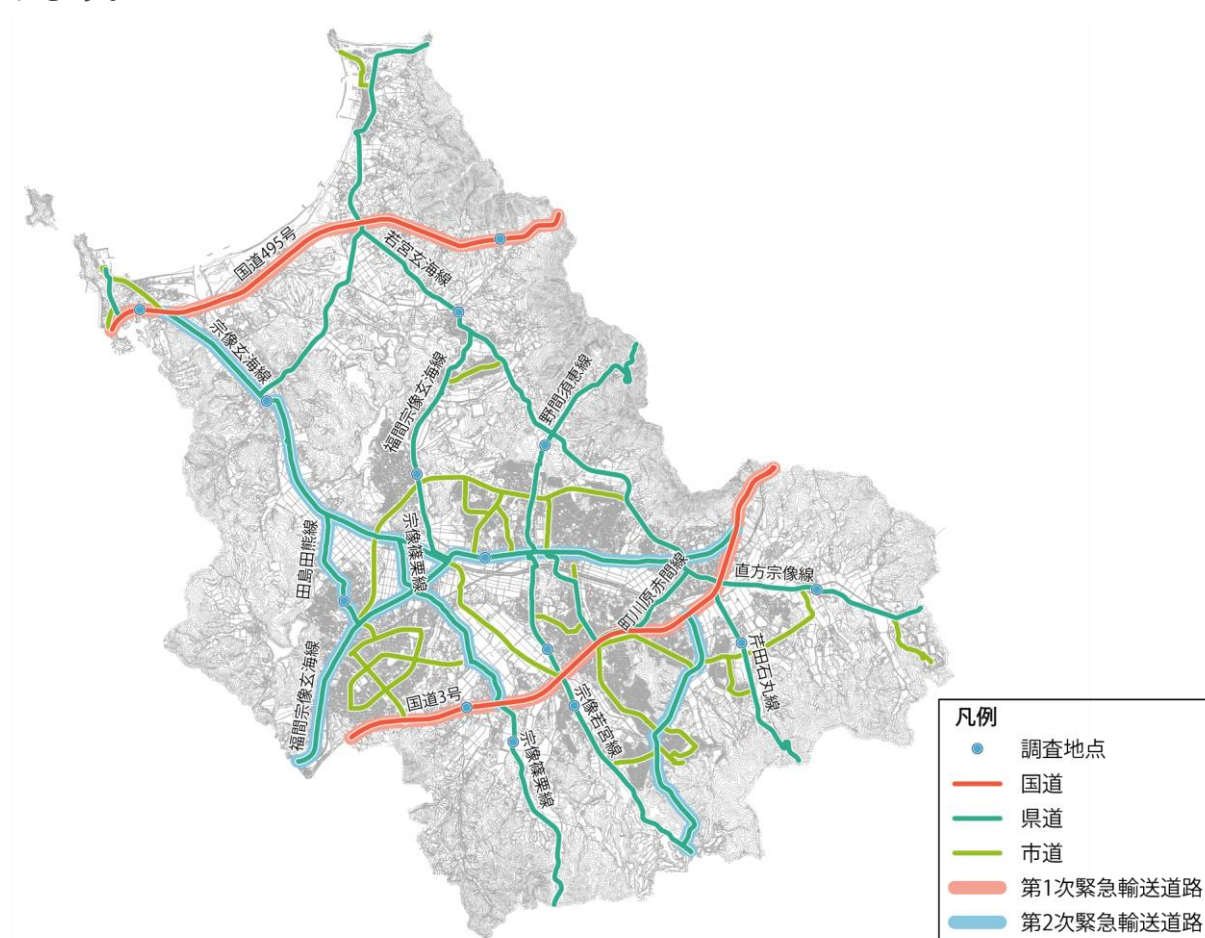 国道495号
若宮玄海線
宗像玄海線
福間宗像玄海線
野間須恵線
田島田熊線
宗像篠栗線
町川原赤間線
直方宗像線
芹田石丸線
福間宗像玄海線
国道3号
宗像若宮線
宗像篠栗線
凡例
調査地点
国道
県道
市道
第1次緊急輸送道路
第2次緊急輸送道路